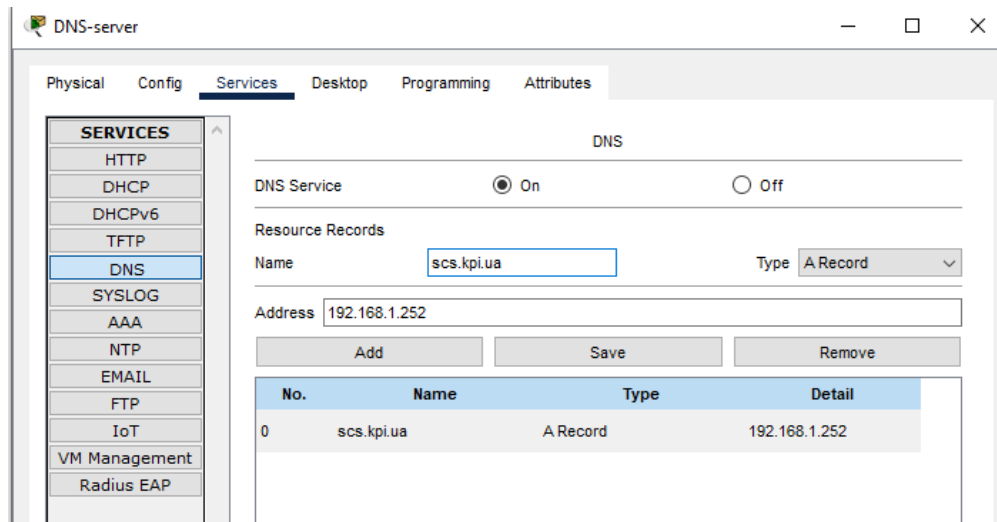 DNS-server
Physical Config Services Desktop Programming Attributes
SERVICES
HTTP
DHCP
DHCPv6
TFTP
DNS
SYSLOG
AAA
NTP
EMAIL
FTP
IoT
VM Management
Radius EAP
DNS
DNS Service On Off
Resource Records
Name scs.kpi.ua Type A Record
Address 192.168.1.252
Add Save Remove
No. Name Type Detail
0 scs.kpi.ua A Record 192.168.1.252